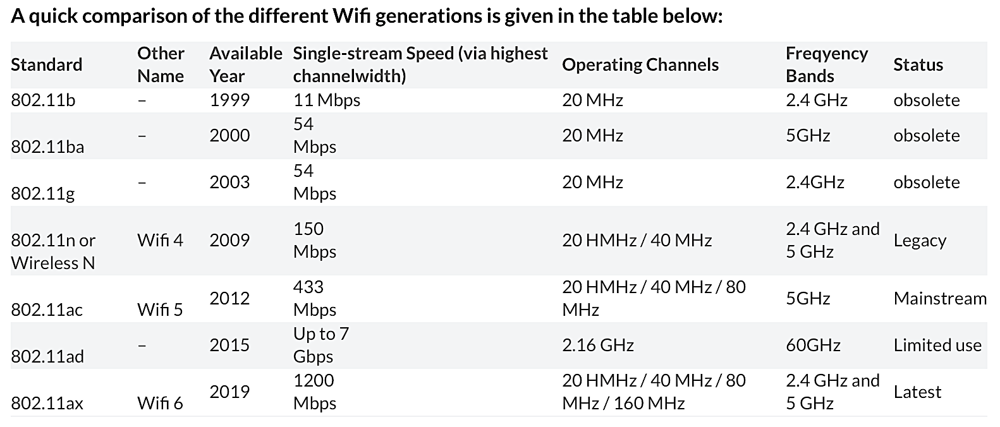 A quick comparison of the different Wifi generations is given in the table below:
Standard Other Name Available Year Single-stream Speed (via highest channelwidth) Operating Channels Freqyency Bands Status
802.11b – 1999 11 Mbps 20 MHz 2.4 GHz obsolete
802.11ba – 2000 54 Mbps 20 MHz 5GHz obsolete
802.11g – 2003 54 Mbps 20 MHz 2.4GHz obsolete
802.11n or Wireless N Wifi 4 2009 150 Mbps 20 HMHz / 40 MHz 2.4 GHz and 5 GHz Legacy
802.11ac Wifi 5 2012 433 Mbps 20 HMHz / 40 MHz / 80 MHz 5GHz Mainstream
802.11ad – 2015 Up to 7 Gbps 2.16 GHz 60GHz Limited use
802.11ax Wifi 6 2019 1200 Mbps 20 HMHz / 40 MHz / 80 MHz / 160 MHz 2.4 GHz and 5 GHz Latest